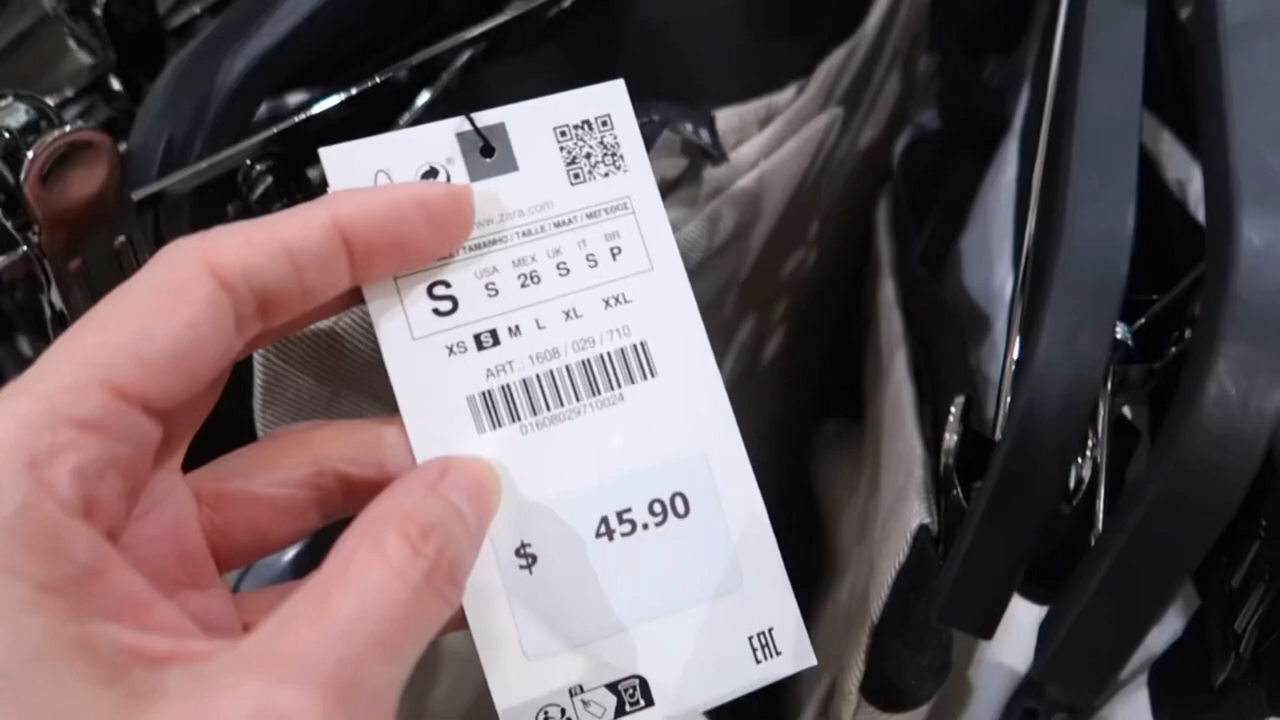 www.zara.com
TAMANHO / TAILLE / MAAT / ΜΕΓΕΘΟΣ
USA MEX UK IT BR
S S 26 S S P
XS S M L XL XXL
ART.: 1608 / 029 / 710
01608029710024
$ 45.90
EAC